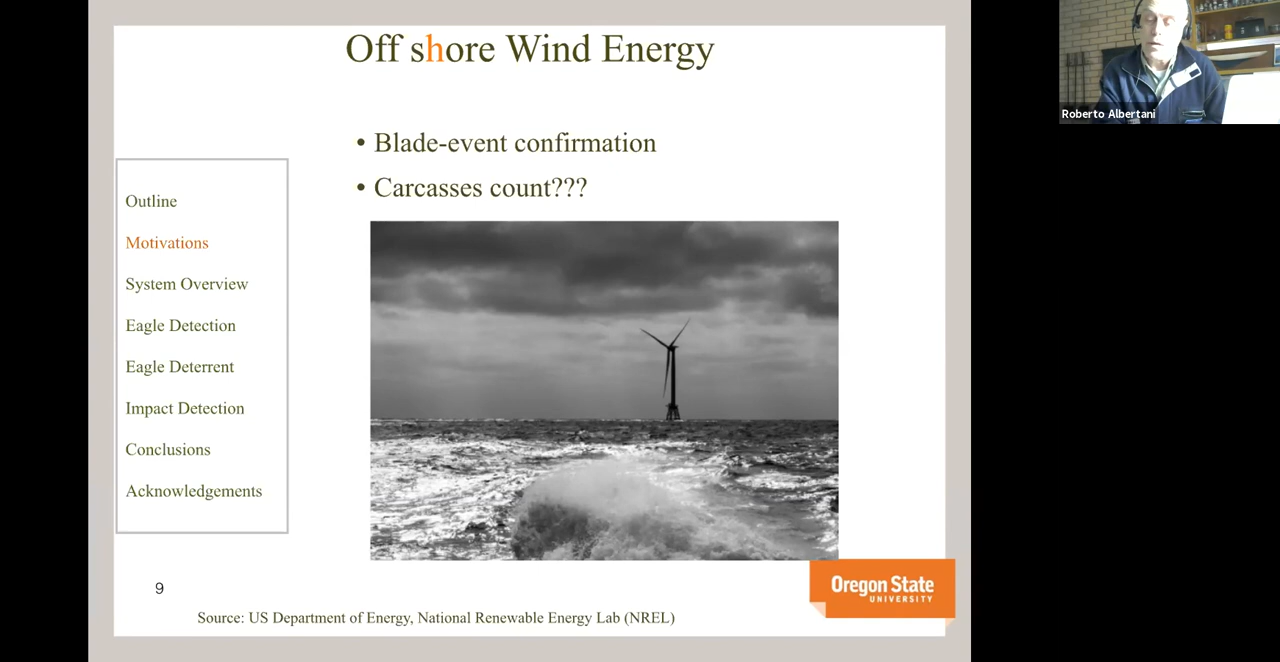 Off shore Wind Energy
• Blade-event confirmation
• Carcasses count???
Outline
Motivations
System Overview
Eagle Detection
Eagle Deterrent
Impact Detection
Conclusions
Acknowledgements
9
Source: US Department of Energy, National Renewable Energy Lab (NREL)
Oregon State
UNIVERSITY
Roberto Albertani